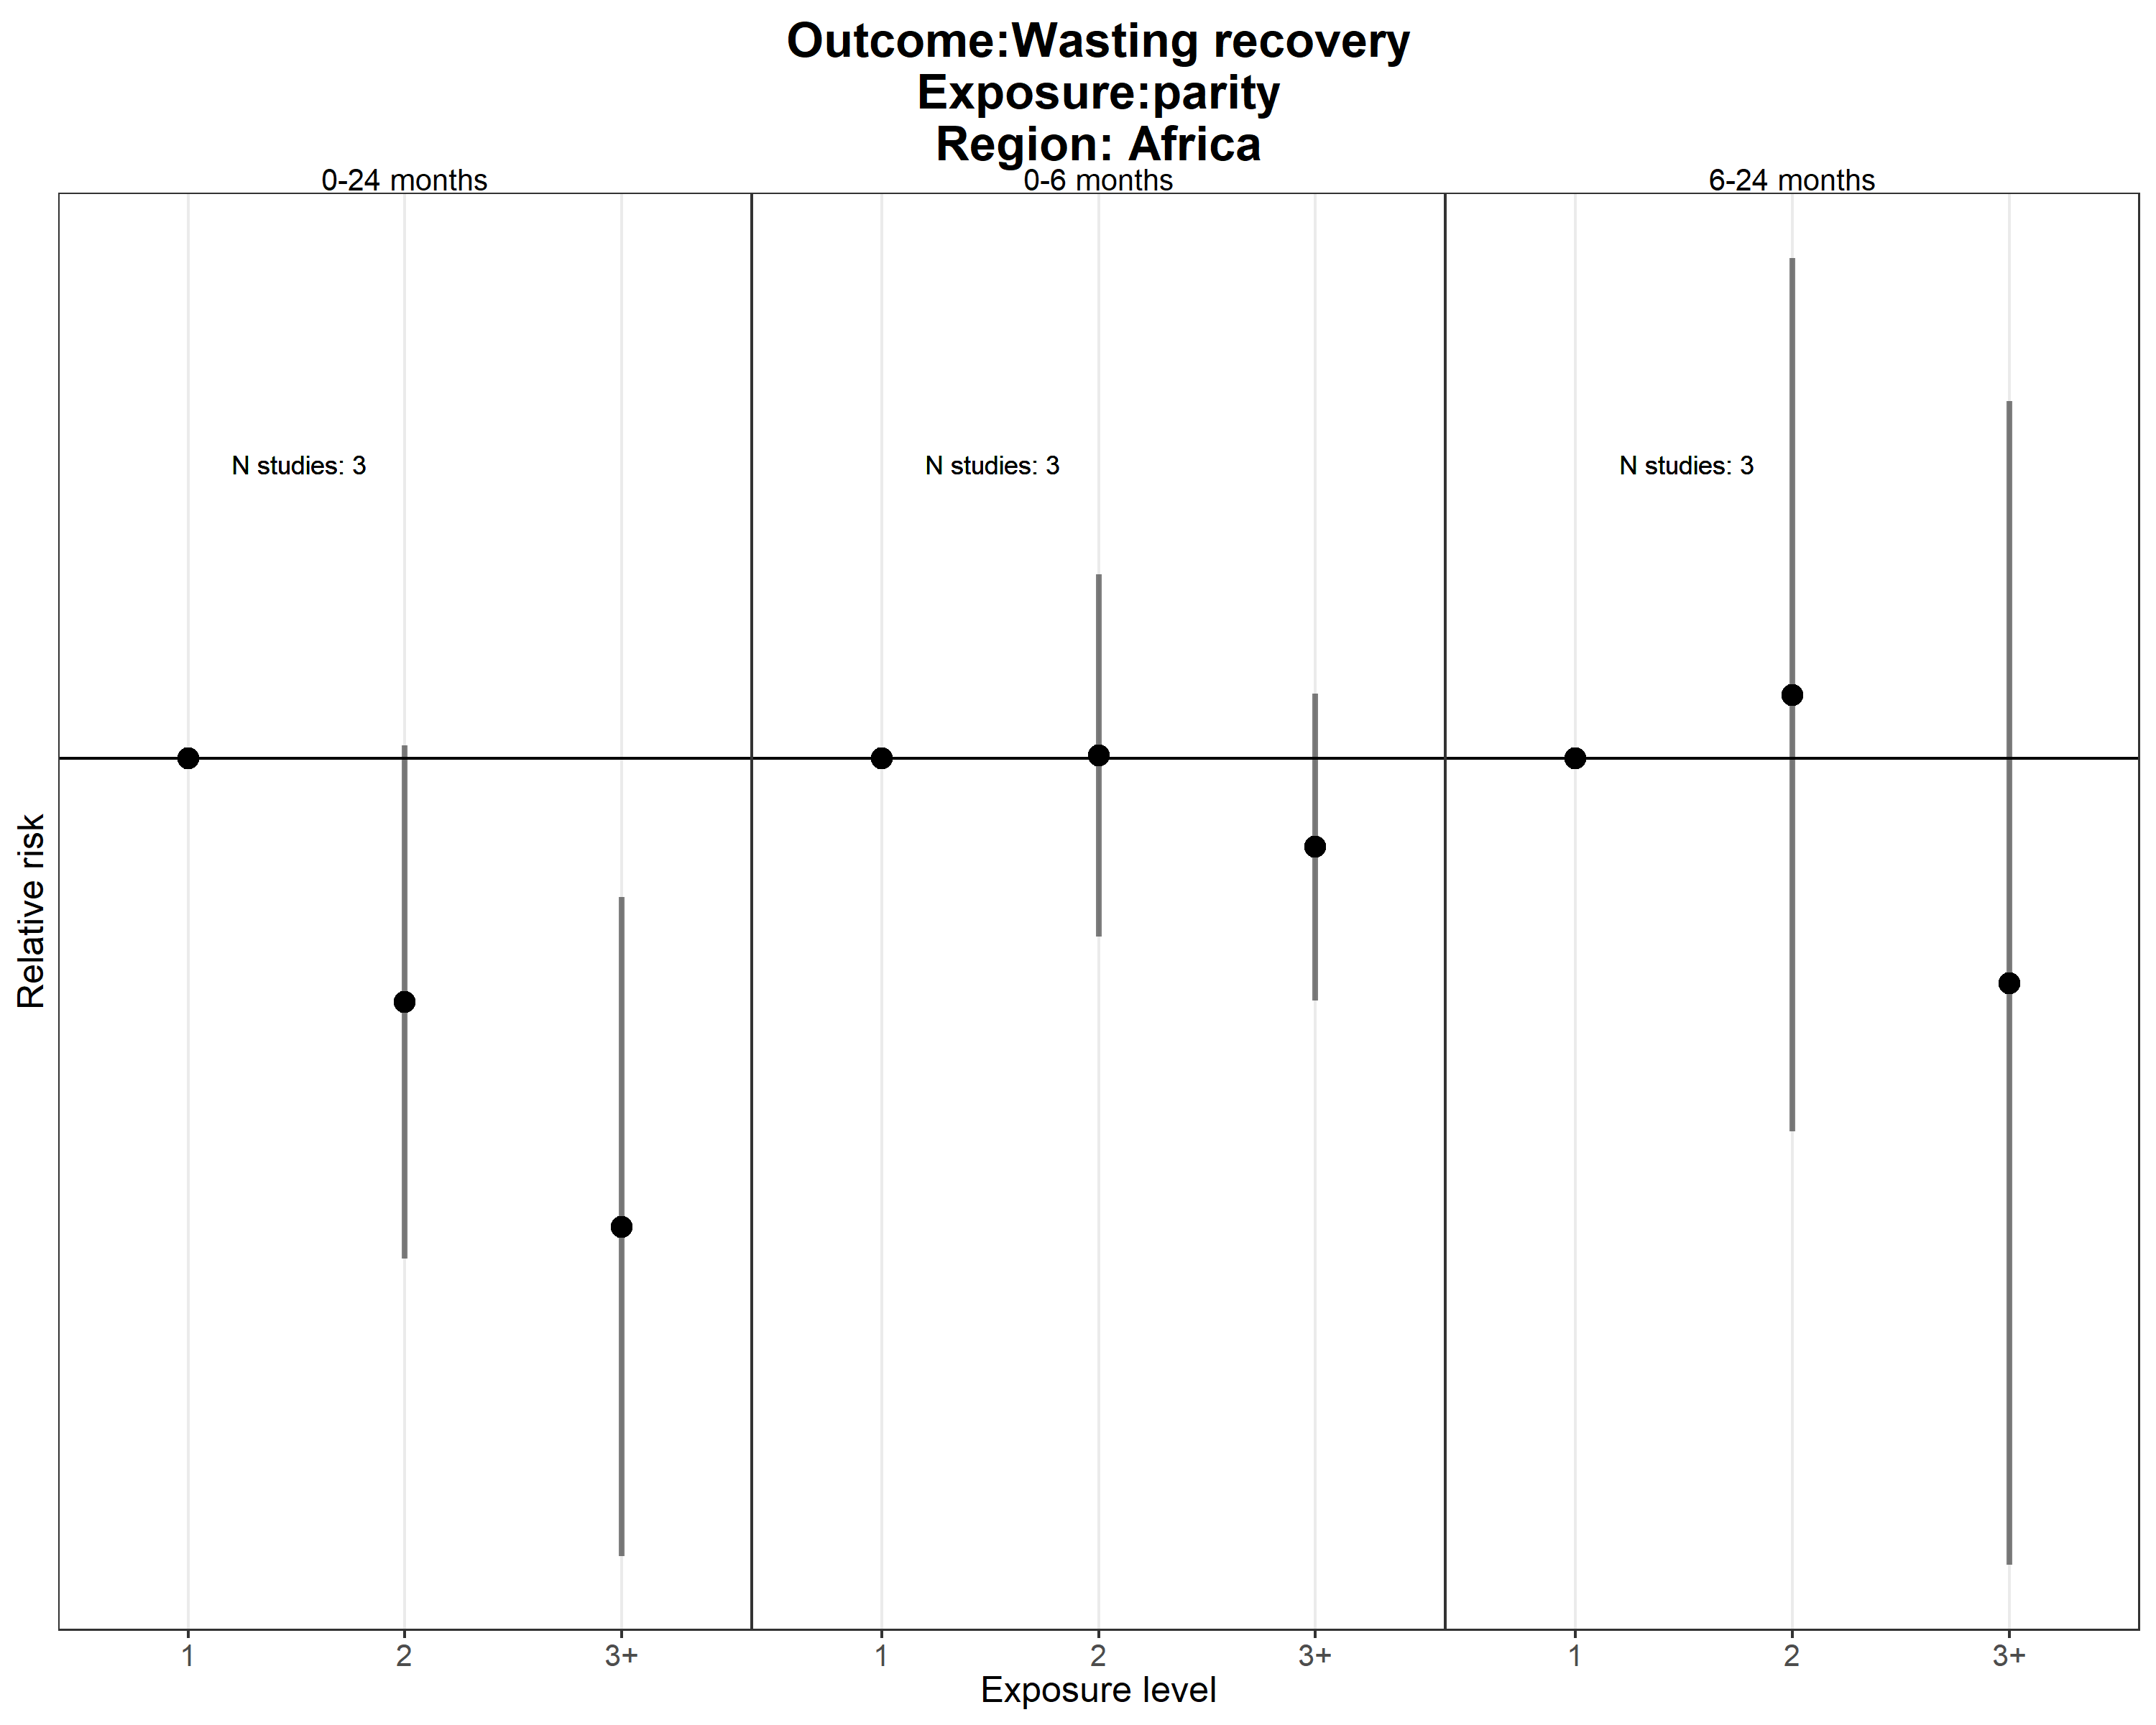 Outcome:Wasting recovery
Exposure:parity
Region: Africa
0-24 months
0-6 months
6-24 months
N studies: 3
N studies: 3
N studies: 3
Relative risk
1
2
3+
1
2
3+
1
2
3+
Exposure level